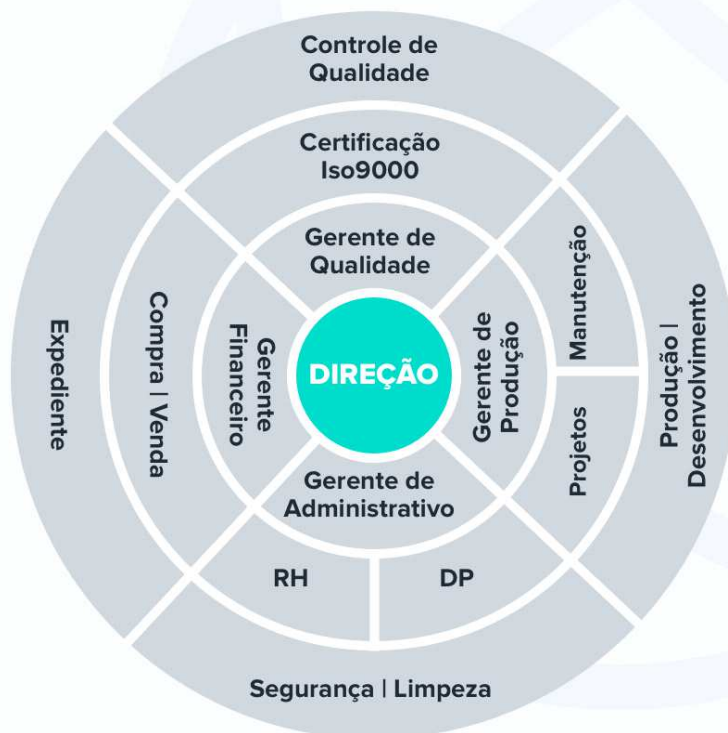 Controle de
Qualidade
Certificação
Iso9000
Gerente de
Qualidade
Expediente
Compra | Venda
Gerente
Financeiro
DIREÇÃO
Gerente de
Produção
Manutenção
Projetos
Produção |
Desenvolvimento
Gerente de
Administrativo
RH
DP
Segurança | Limpeza